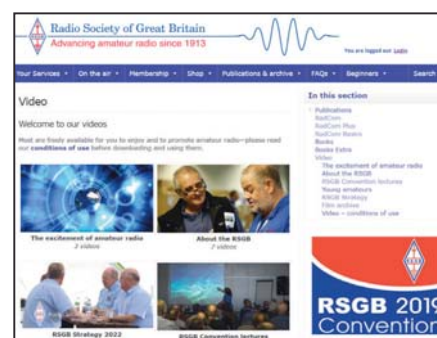 Radio Society of Great Britain
Advancing amateur radio since 1913
You are logged out Login
Your Services
On the air
Membership
Shop
Publications & archive
FAQs
Beginners
Search
Video
Welcome to our videos
Most are freely available for you to enjoy and to promote amateur radio—please read
our conditions of use before downloading and using them.
The excitement of amateur radio
2 videos
About the RSGB
7 videos
RSGB Strategy 2022
RSGB Convention lectures
In this section
Publications
RadCom
RadCom Plus
RadCom Basics
Books
Books Extra
Video
The excitement of amateur radio
About the RSGB
RSGB Convention lectures
Young amateurs
RSGB Strategy
Film archive
Video – conditions of use
RSGB 2019
Convention